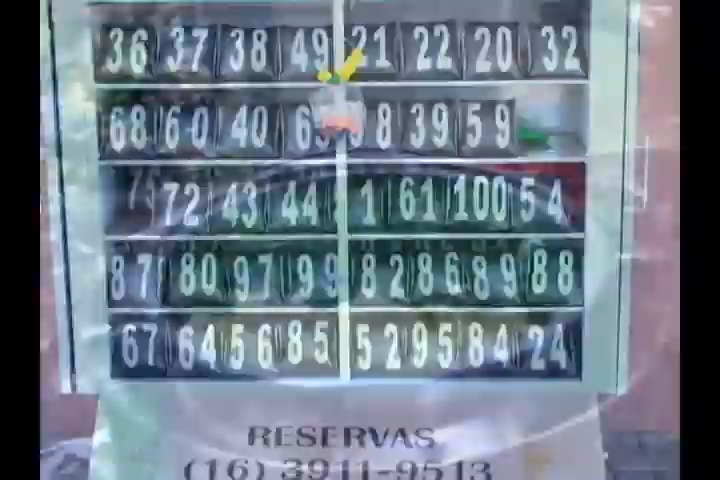 36 37 38 49 21 22 20 32
68 60 40 39 59
72 43 44 1 61 100 54
87 80 97 99 82 86 89 88
67 64 56 85 52 95 84 24
RESERVAS
(16) 3911-9513